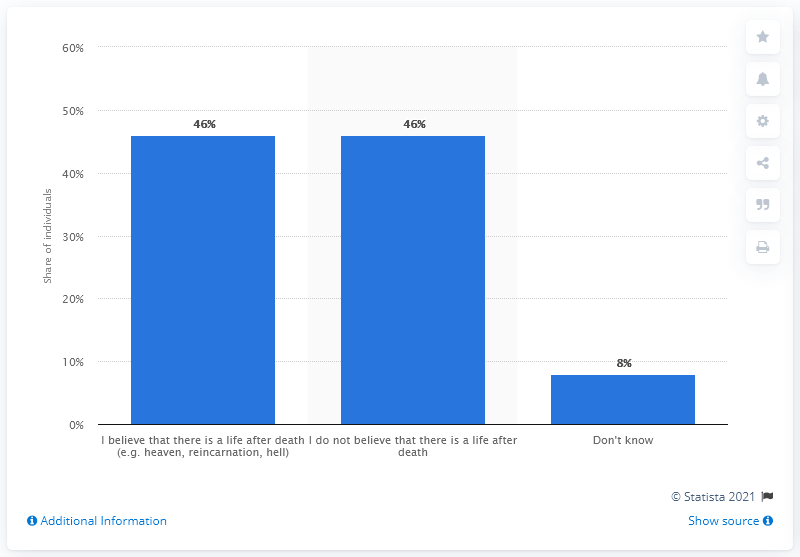 60%
50%
40%
30%
20%
10%
0%
Share of individuals
46%
46%
8%
I believe that there is a life after death
(e.g. heaven, reincarnation, hell)
I do not believe that there is a life after
death
Don't know
© Statista 2021
Additional Information
Show source